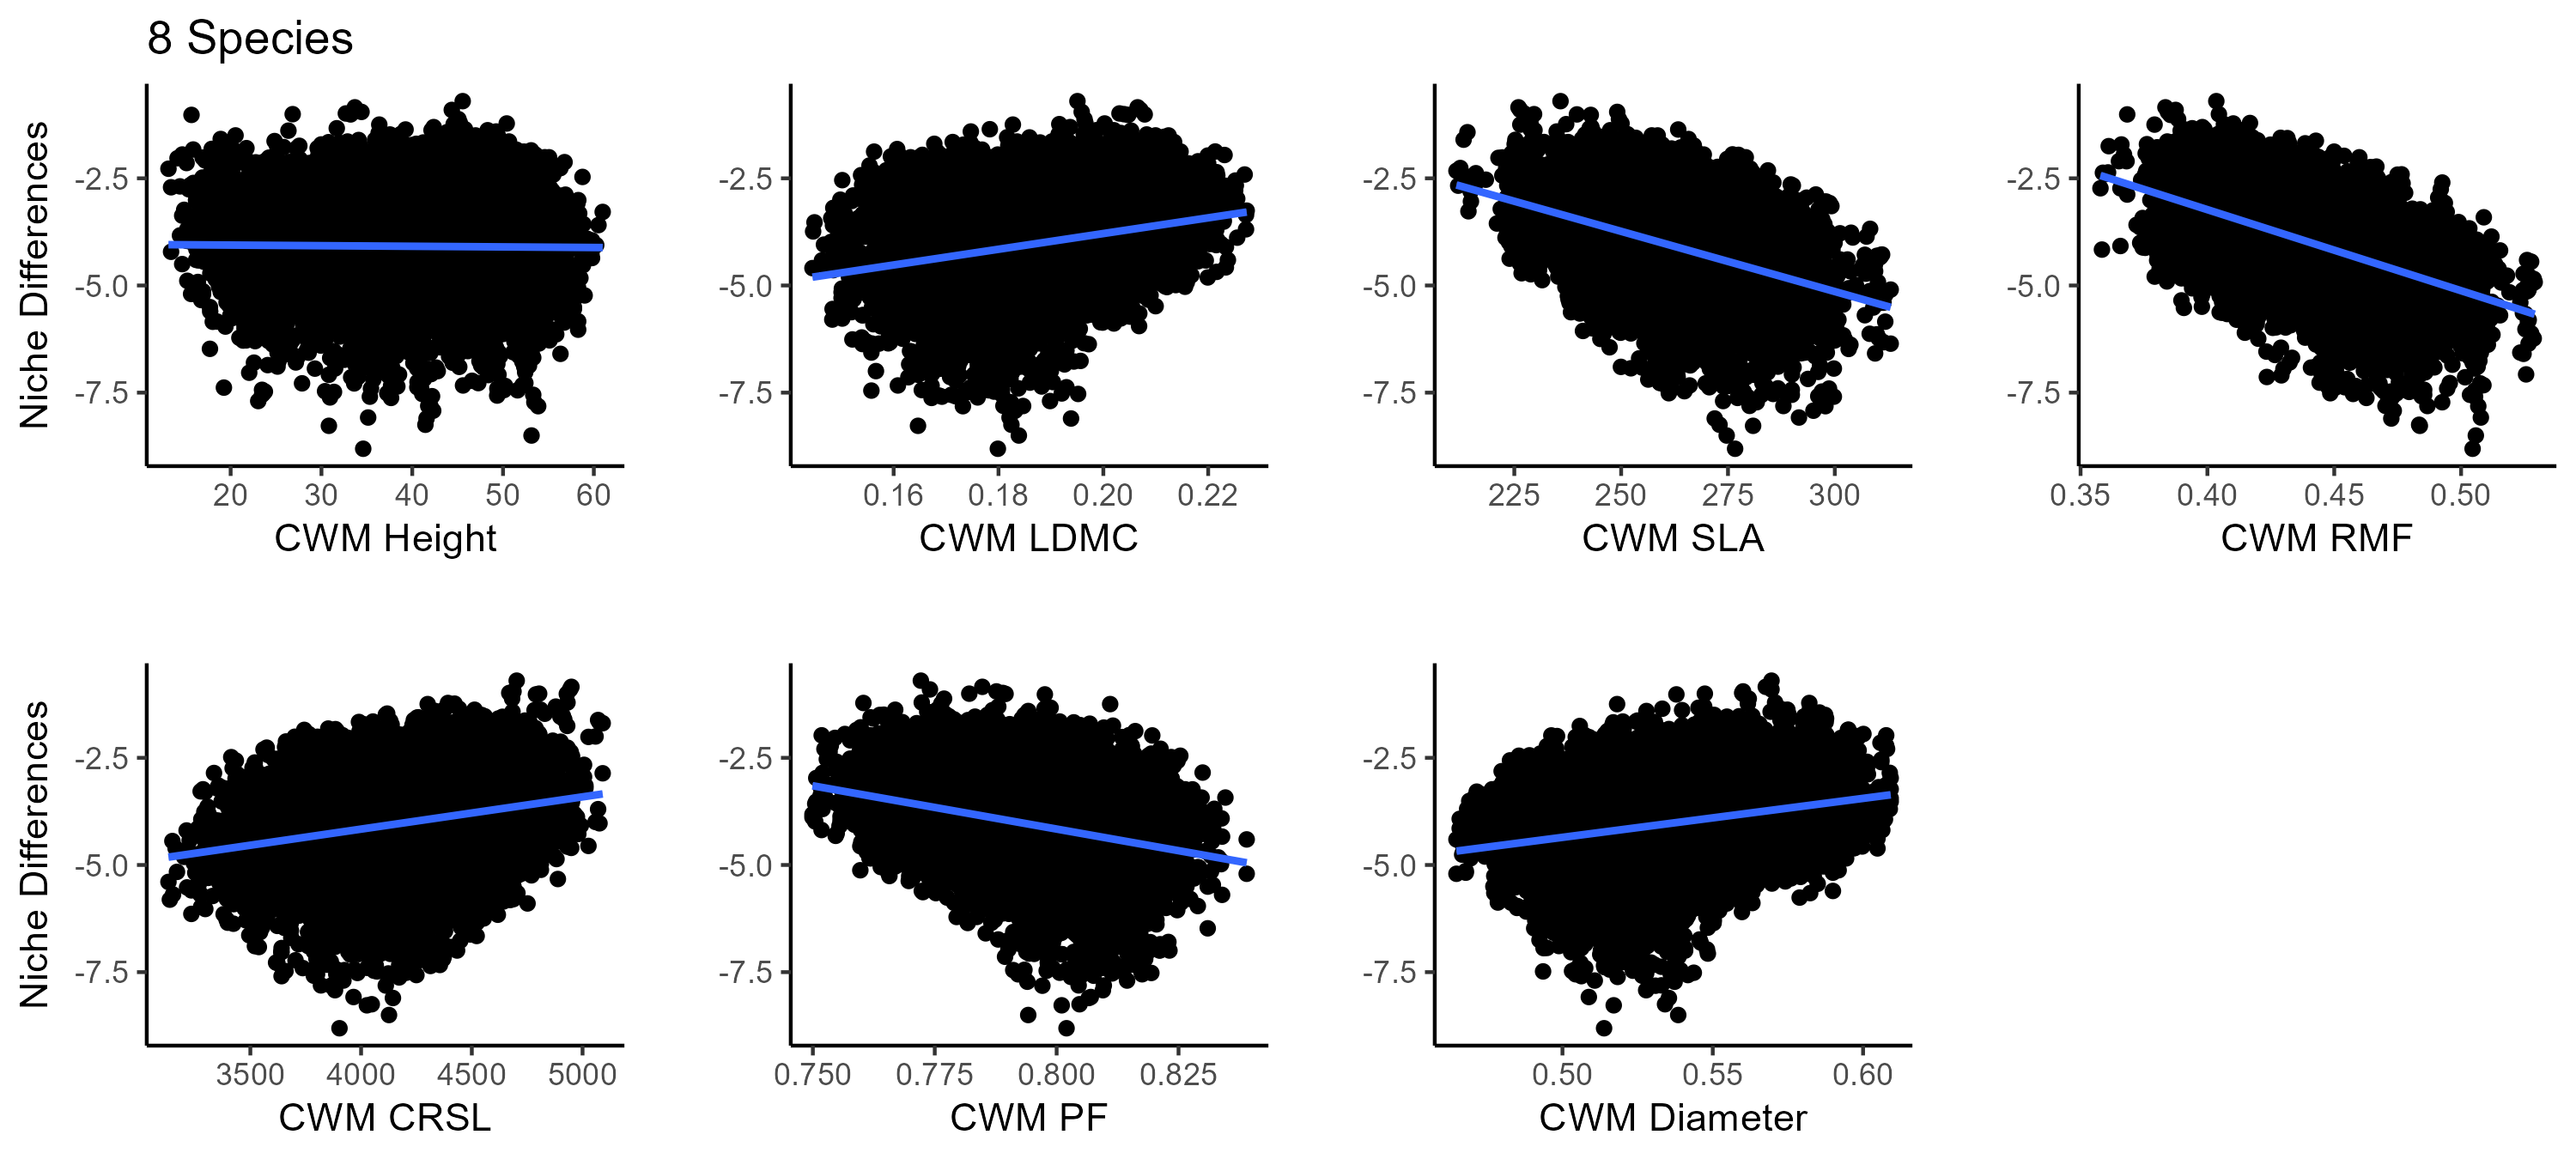 8 Species
Niche Differences
-2.5
-5.0
-7.5
20 30 40 50 60
CWM Height
-2.5
-5.0
-7.5
0.16 0.18 0.20 0.22
CWM LDMC
-2.5
-5.0
-7.5
225 250 275 300
CWM SLA
-2.5
-5.0
-7.5
0.35 0.40 0.45 0.50
CWM RMF
Niche Differences
-2.5
-5.0
-7.5
3500 4000 4500 5000
CWM CRSL
-2.5
-5.0
-7.5
0.750 0.775 0.800 0.825
CWM PF
-2.5
-5.0
-7.5
0.50 0.55 0.60
CWM Diameter